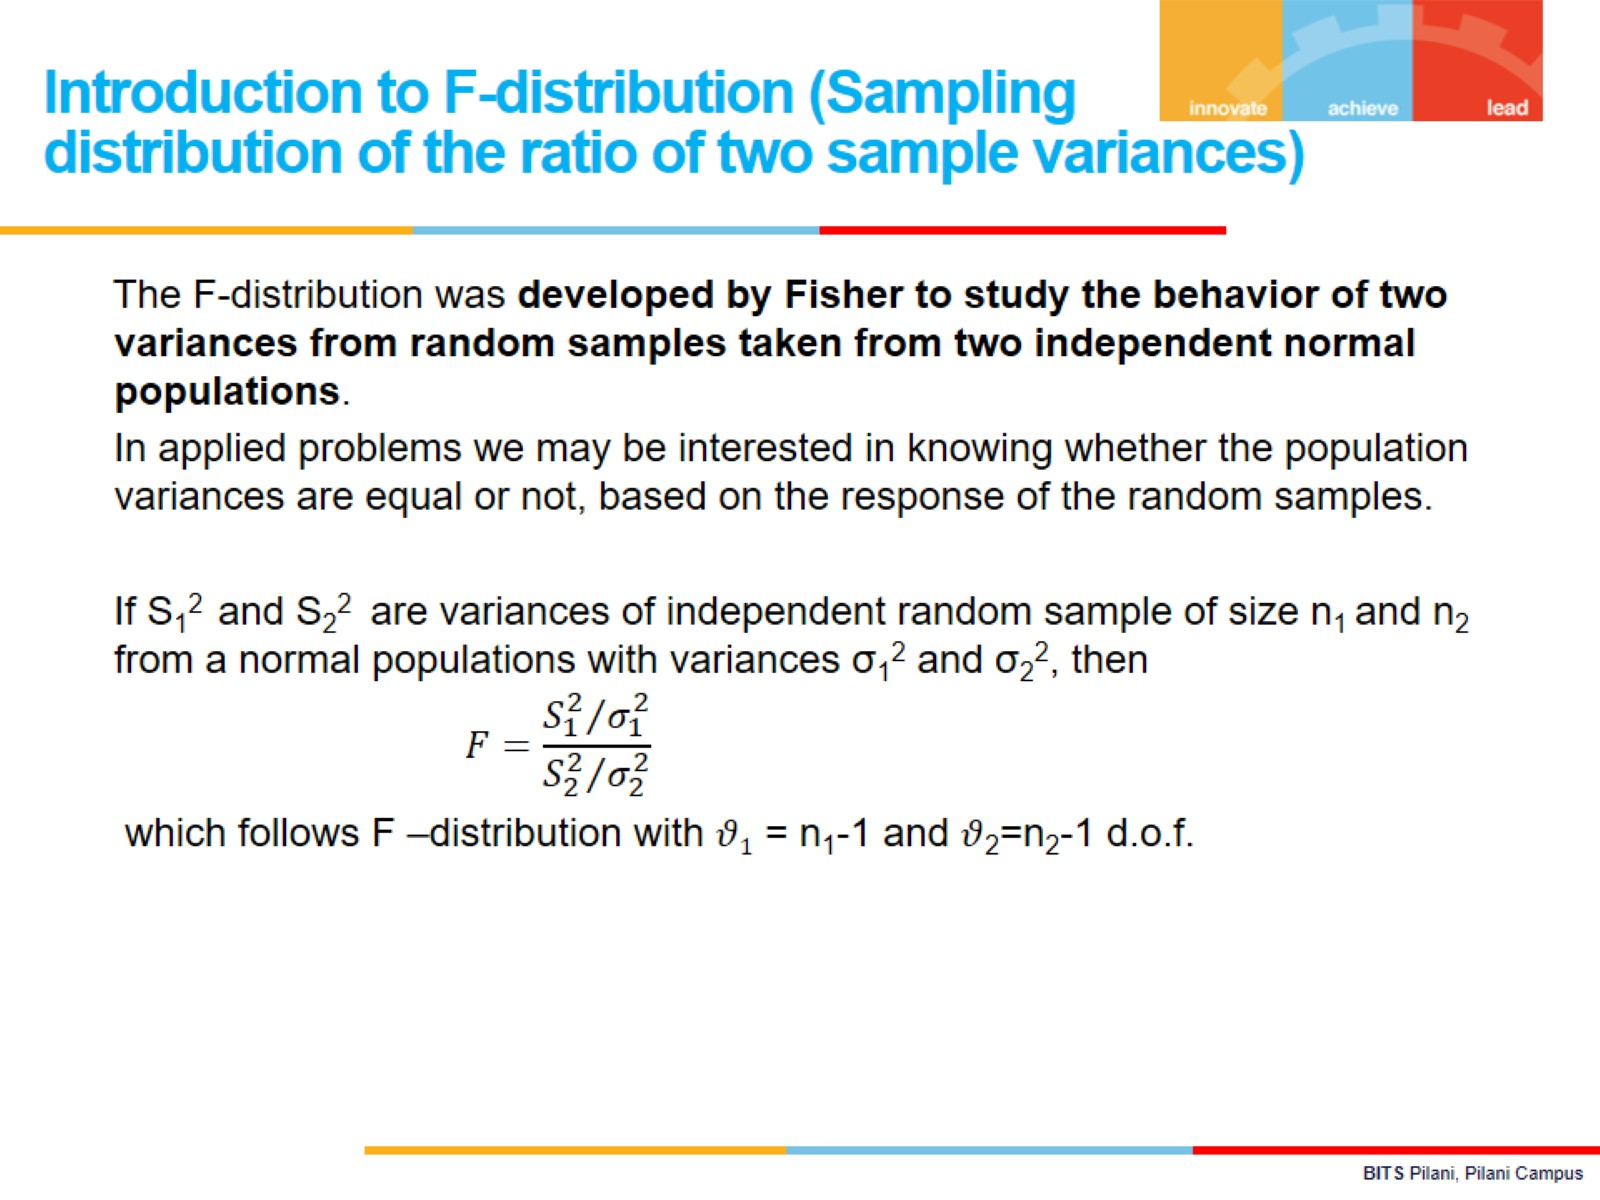 innovate achieve lead
Introduction to F-distribution (Sampling
distribution of the ratio of two sample variances)
The F-distribution was developed by Fisher to study the behavior of two
variances from random samples taken from two independent normal
populations.
In applied problems we may be interested in knowing whether the population
variances are equal or not, based on the response of the random samples.
If S₁² and S₂² are variances of independent random sample of size n₁ and n₂
from a normal populations with variances σ₁² and σ₂², then
F = (S₁²/σ₁²)/(S₂²/σ₂²)
which follows F –distribution with ϑ₁ = n₁-1 and ϑ₂=n₂-1 d.o.f.
BITS Pilani, Pilani Campus